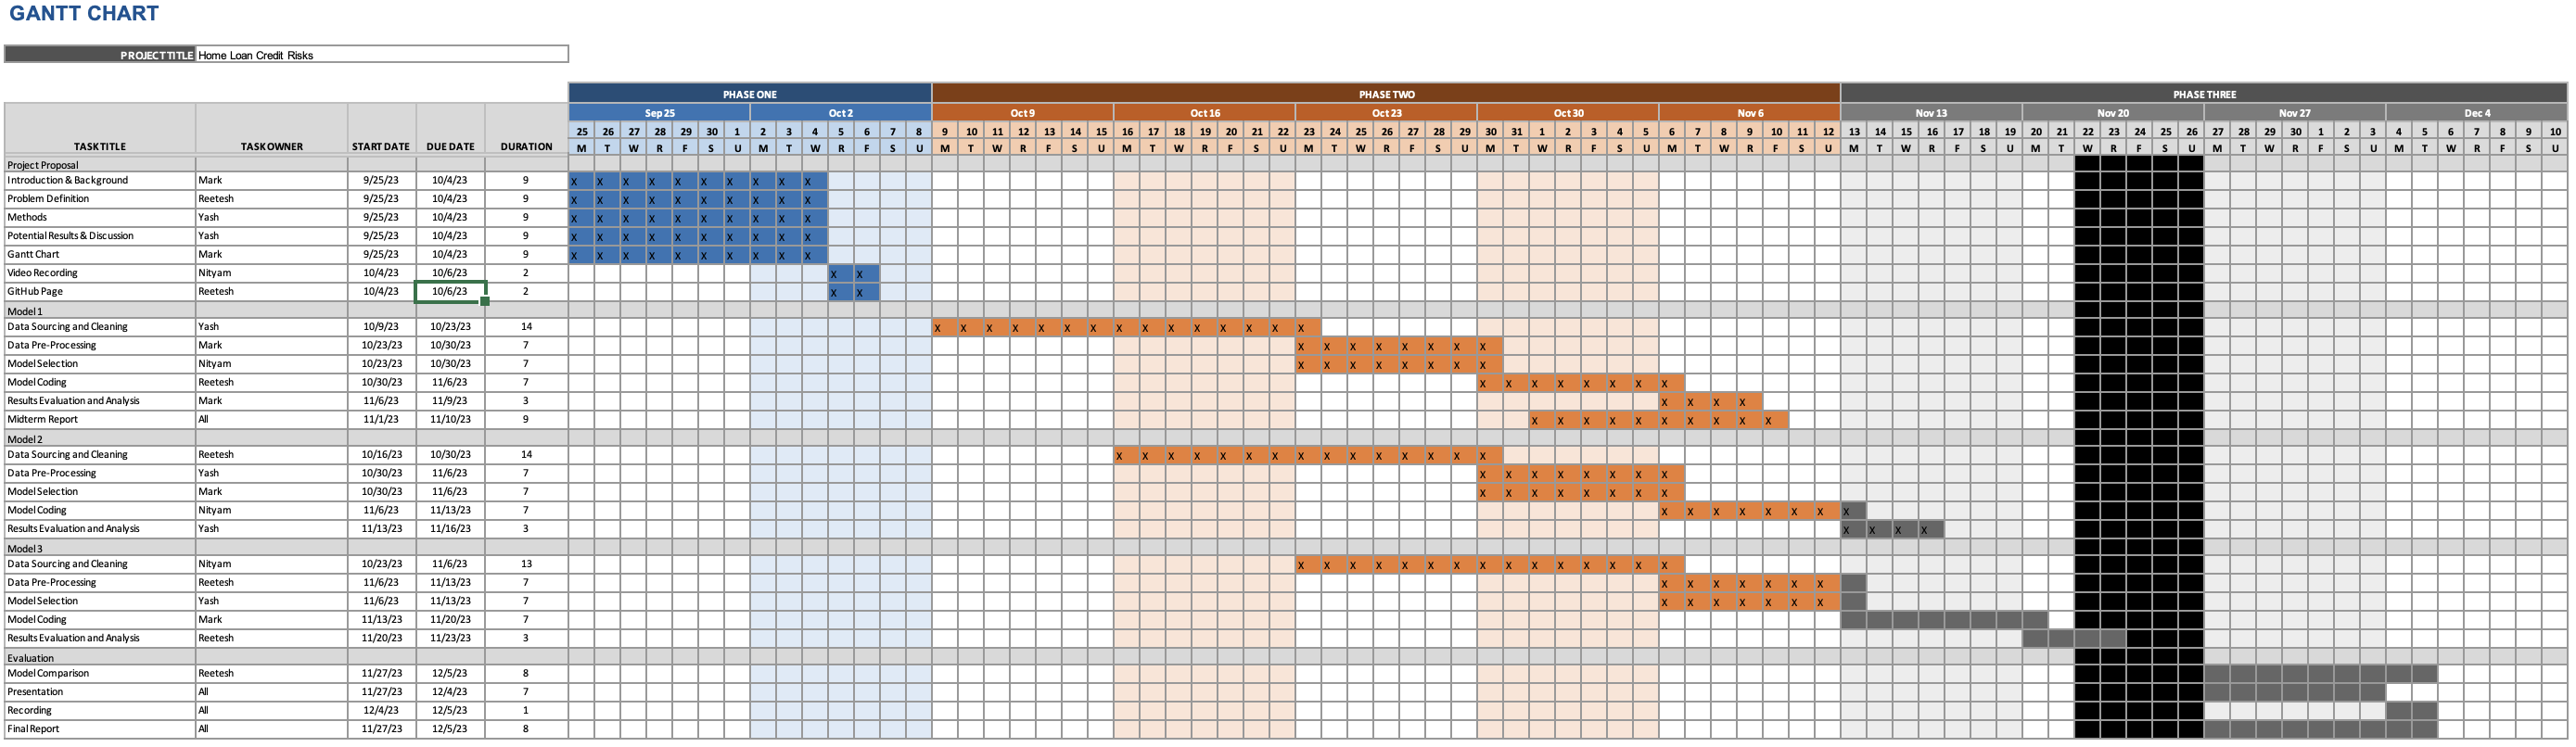 GANTT CHART
PROJECT TITLE Home Loan Credit Risks
PHASE ONE PHASE TWO PHASE THREE
Sep 25 Oct 2 Oct 9 Oct 16 Oct 23 Oct 30 Nov 6 Nov 13 Nov 20 Nov 27 Dec 4
25 26 27 28 29 30 1 2 3 4 5 6 7 8 9 10 11 12 13 14 15 16 17 18 19 20 21 22 23 24 25 26 27 28 29 30 31 1 2 3 4 5 6 7 8 9 10 11 12 13 14 15 16 17 18 19 20 21 22 23 24 25 26 27 28 29 30 1 2 3 4 5 6 7 8 9 10
TASK TITLE TASK OWNER START DATE DUE DATE DURATION M T W R F S U M T W R F S U M T W R F S U M T W R F S U M T W R F S U M T W R F S U M T W R F S U M T W R F S U M T W R F S U M T W R F S U M T W R F S U
Project Proposal
Introduction & Background Mark 9/25/23 10/4/23 9 X X X X X X X X X X
Problem Definition Reetesh 9/25/23 10/4/23 9 X X X X X X X X X X
Methods Yash 9/25/23 10/4/23 9 X X X X X X X X X X
Potential Results & Discussion Yash 9/25/23 10/4/23 9 X X X X X X X X X X
Gantt Chart Mark 9/25/23 10/4/23 9 X X X X X X X X X X
Video Recording Nityam 10/4/23 10/6/23 2 X X
GitHub Page Reetesh 10/4/23 10/6/23 2 X X
Model 1
Data Sourcing and Cleaning Yash 10/9/23 10/23/23 14 X X X X X X X X X X X X X X X
Data Pre-Processing Mark 10/23/23 10/30/23 7 X X X X X X X X
Model Selection Nityam 10/23/23 10/30/23 7 X X X X X X X X
Model Coding Reetesh 10/30/23 11/6/23 7 X X X X X X X X
Results Evaluation and Analysis Mark 11/6/23 11/9/23 3 X X X X
Midterm Report All 11/1/23 11/10/23 9 X X X X X X X X X X
Model 2
Data Sourcing and Cleaning Reetesh 10/16/23 10/30/23 14 X X X X X X X X X X X X X X X
Data Pre-Processing Yash 10/30/23 11/6/23 7 X X X X X X X X
Model Selection Mark 10/30/23 11/6/23 7 X X X X X X X X
Model Coding Nityam 11/6/23 11/13/23 7 X X X X X X X X
Results Evaluation and Analysis Yash 11/13/23 11/16/23 3 X X X X
Model 3
Data Sourcing and Cleaning Nityam 10/23/23 11/6/23 13 X X X X X X X X X X X X X X X
Data Pre-Processing Reetesh 11/6/23 11/13/23 7 X X X X X X X
Model Selection Yash 11/6/23 11/13/23 7 X X X X X X X
Model Coding Mark 11/13/23 11/20/23 7
Results Evaluation and Analysis Reetesh 11/20/23 11/23/23 3
Evaluation
Model Comparison Reetesh 11/27/23 12/5/23 8
Presentation All 11/27/23 12/4/23 7
Recording All 12/4/23 12/5/23 1
Final Report All 11/27/23 12/5/23 8